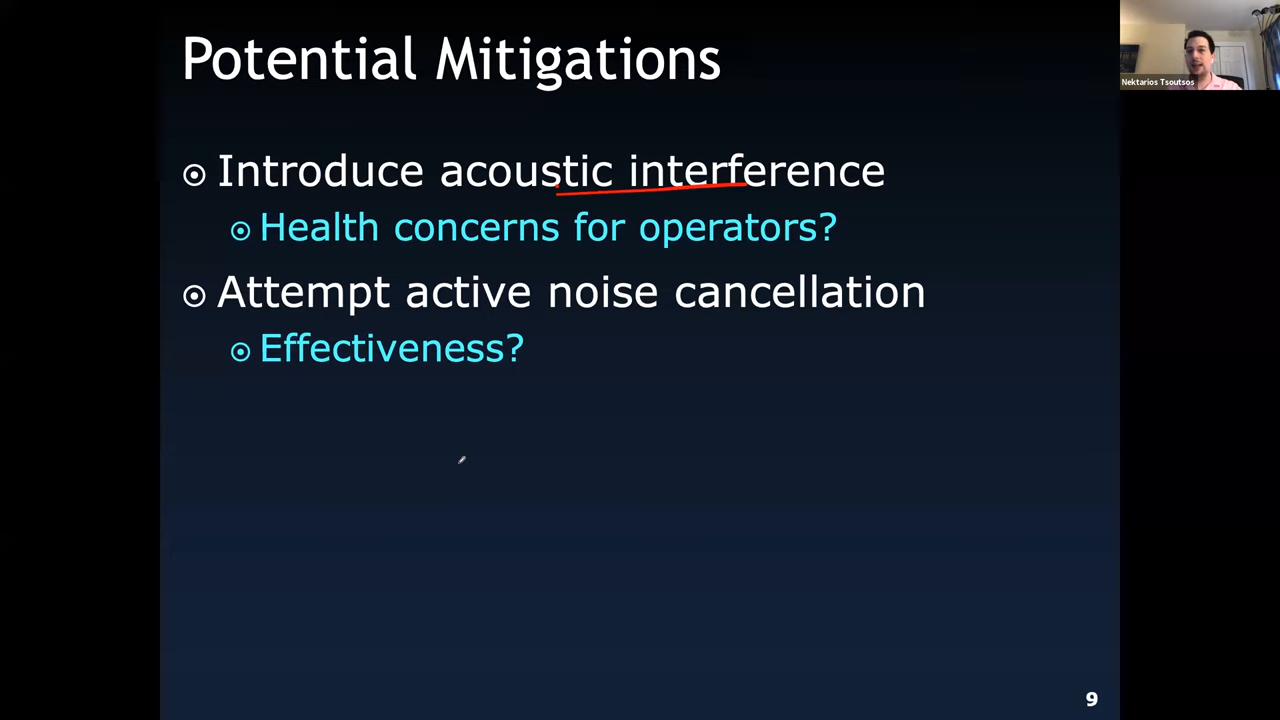 Potential Mitigations
Nektarios Tsoutsos
Introduce acoustic interference
Health concerns for operators?
Attempt active noise cancellation
Effectiveness?
9